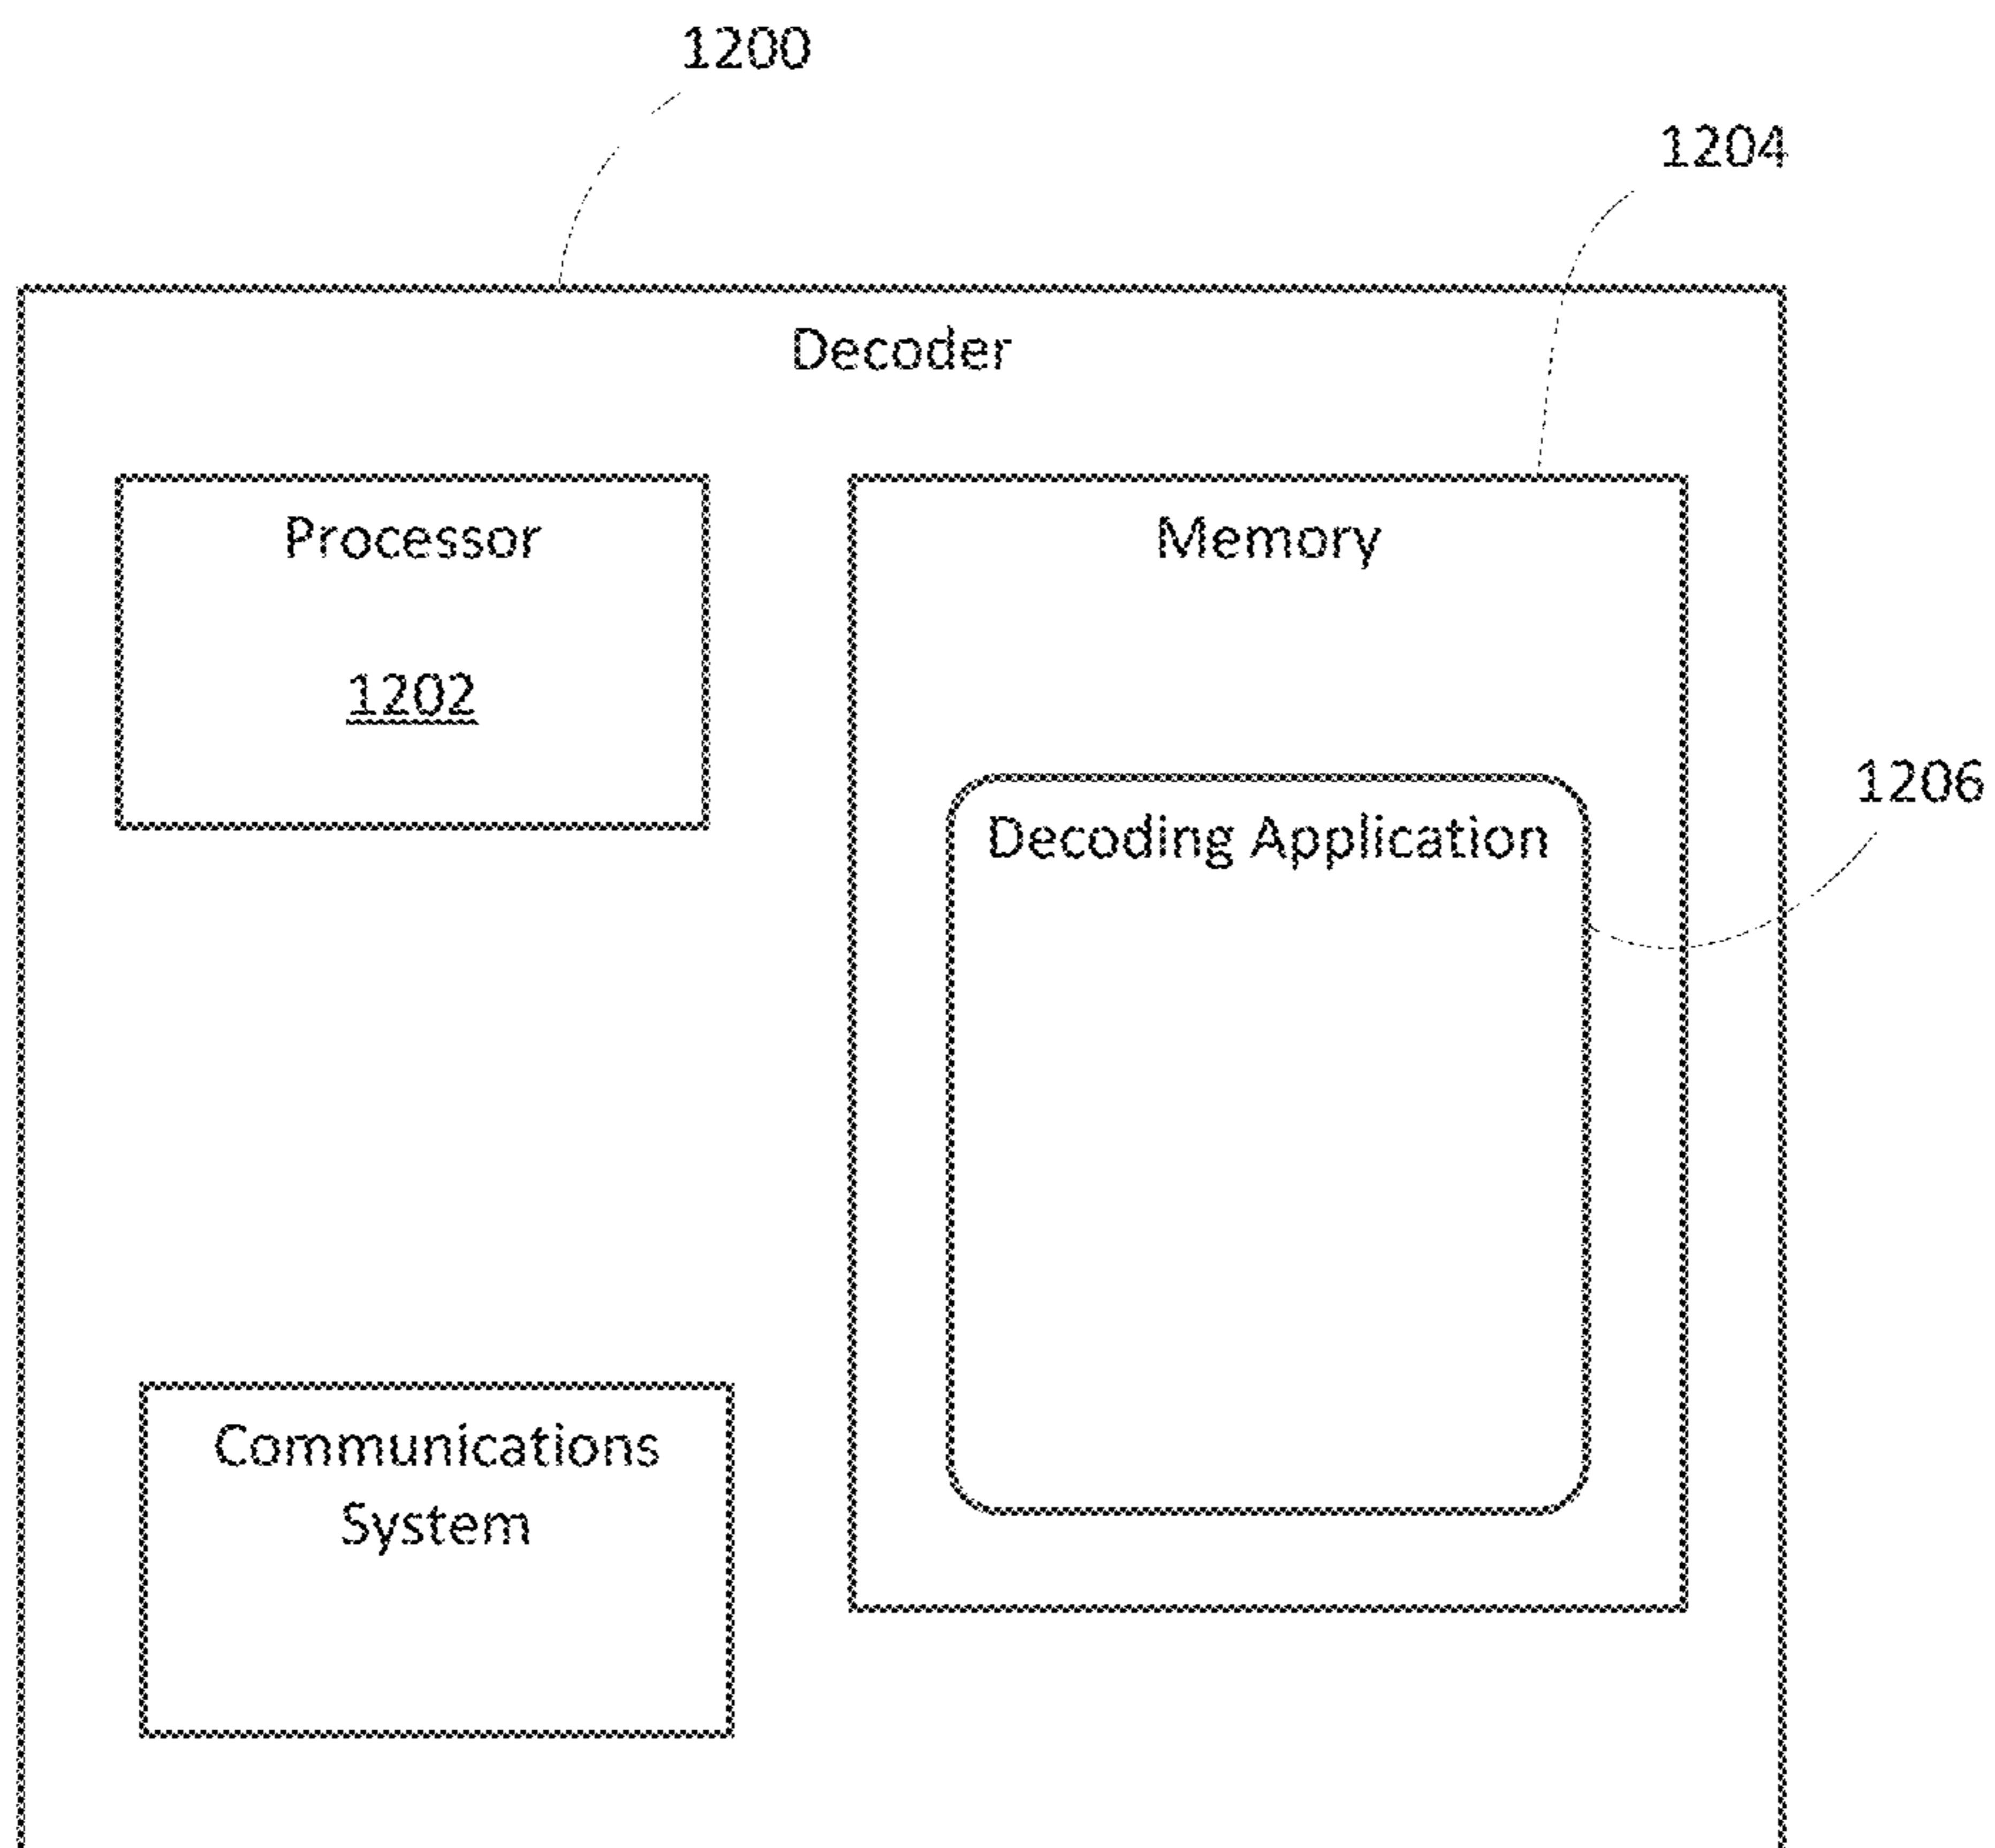 1200
1204
Decoder
Processor
1202
Memory
1206
Decoding Application
Communications
System